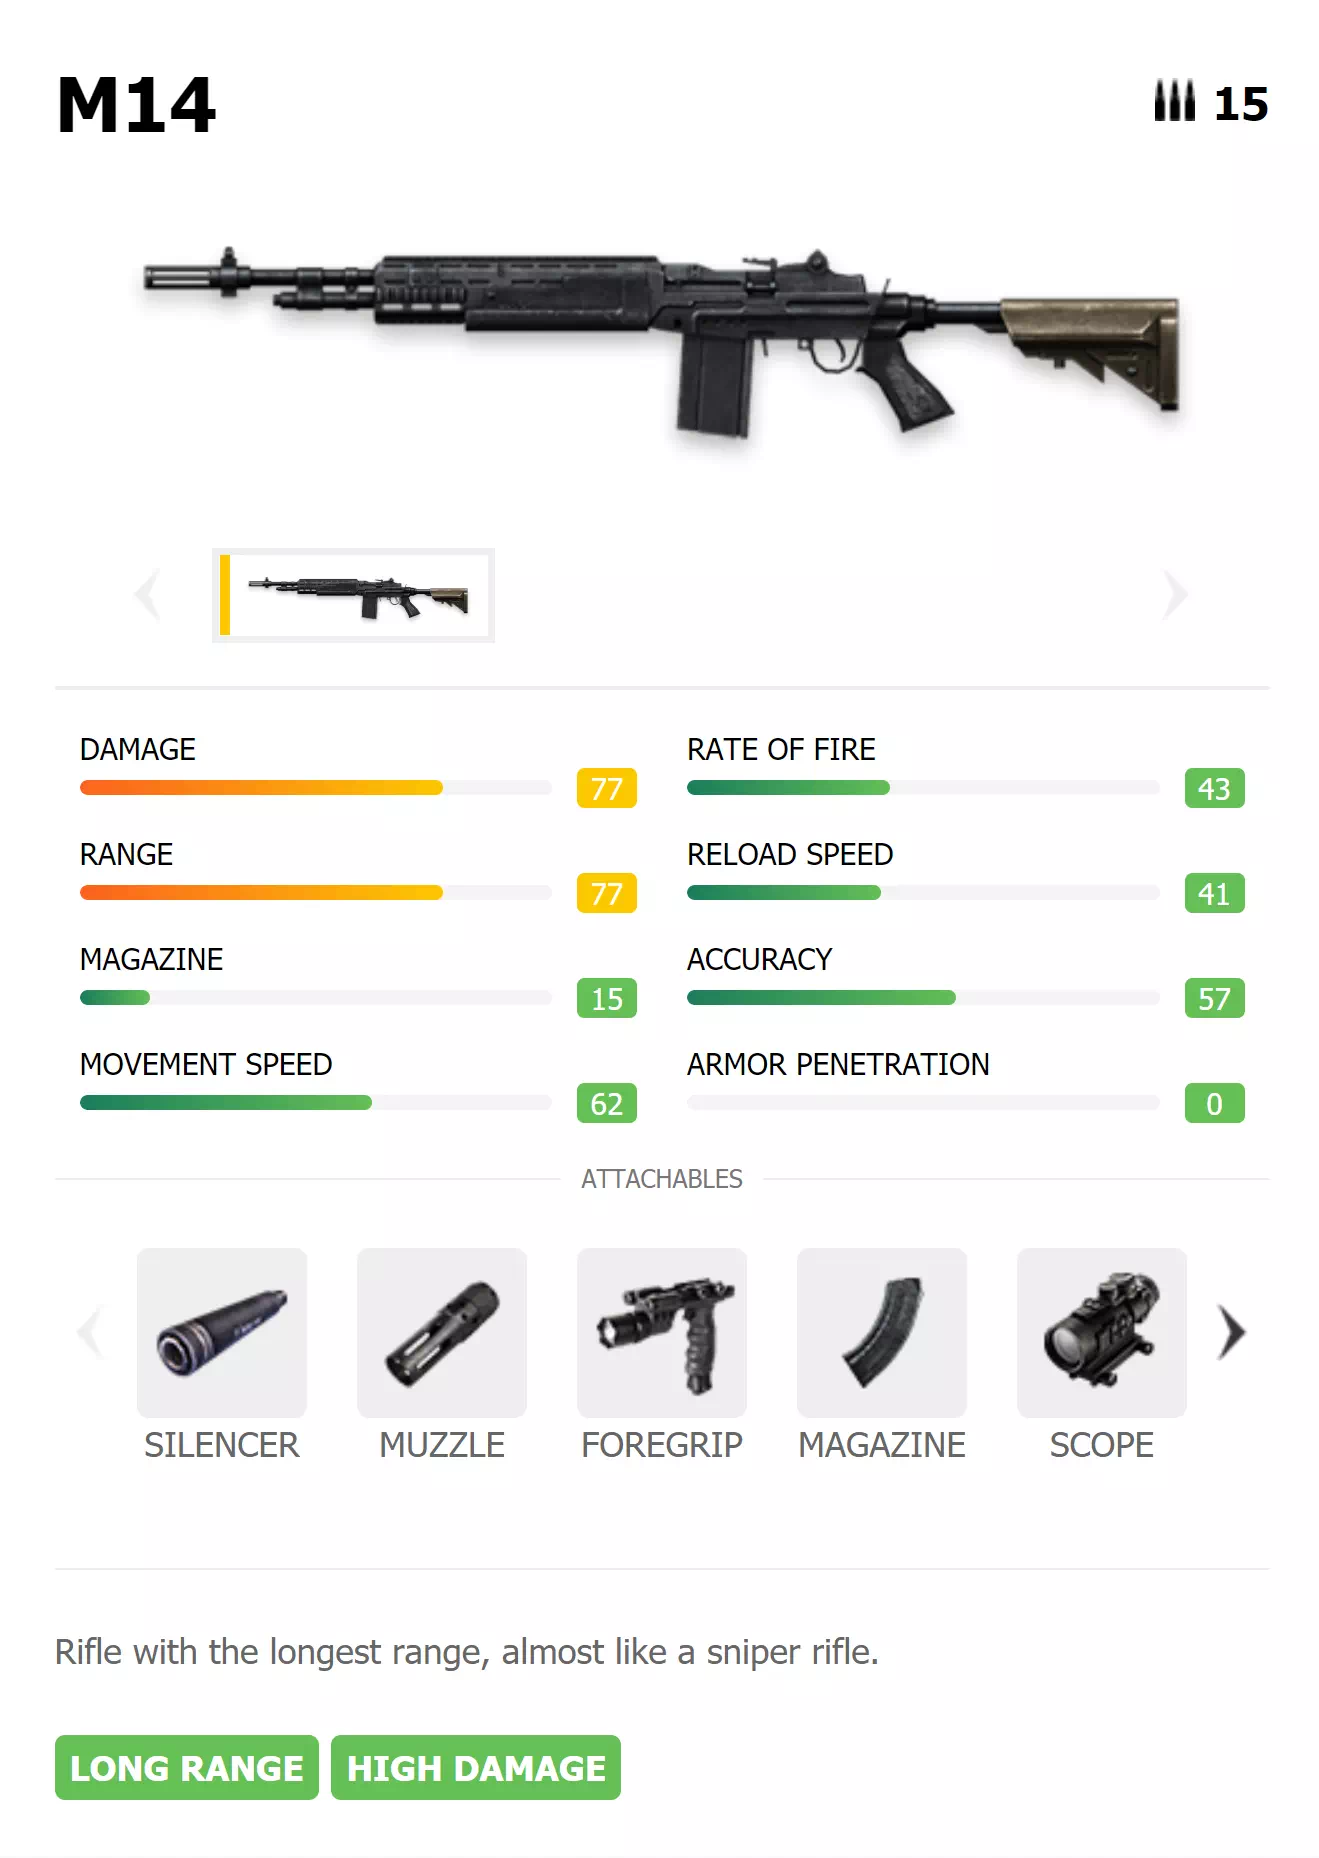 M14
15
DAMAGE
77
RATE OF FIRE
43
RANGE
77
RELOAD SPEED
41
MAGAZINE
15
ACCURACY
57
MOVEMENT SPEED
62
ARMOR PENETRATION
0
ATTACHABLES
SILENCER MUZZLE FOREGRIP MAGAZINE SCOPE
Rifle with the longest range, almost like a sniper rifle.
LONG RANGE HIGH DAMAGE